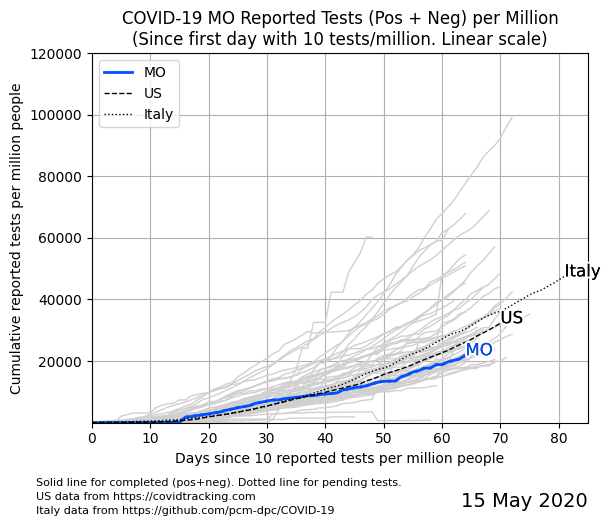 COVID-19 MO Reported Tests (Pos + Neg) per Million
(Since first day with 10 tests/million. Linear scale)
Cumulative reported tests per million people
120000
100000
80000
60000
40000
20000
MO
US
Italy
Italy
US
MO
0 10 20 30 40 50 60 70 80
Days since 10 reported tests per million people
Solid line for completed (pos+neg). Dotted line for pending tests.
US data from https://covidtracking.com
Italy data from https://github.com/pcm-dpc/COVID-19
15 May 2020